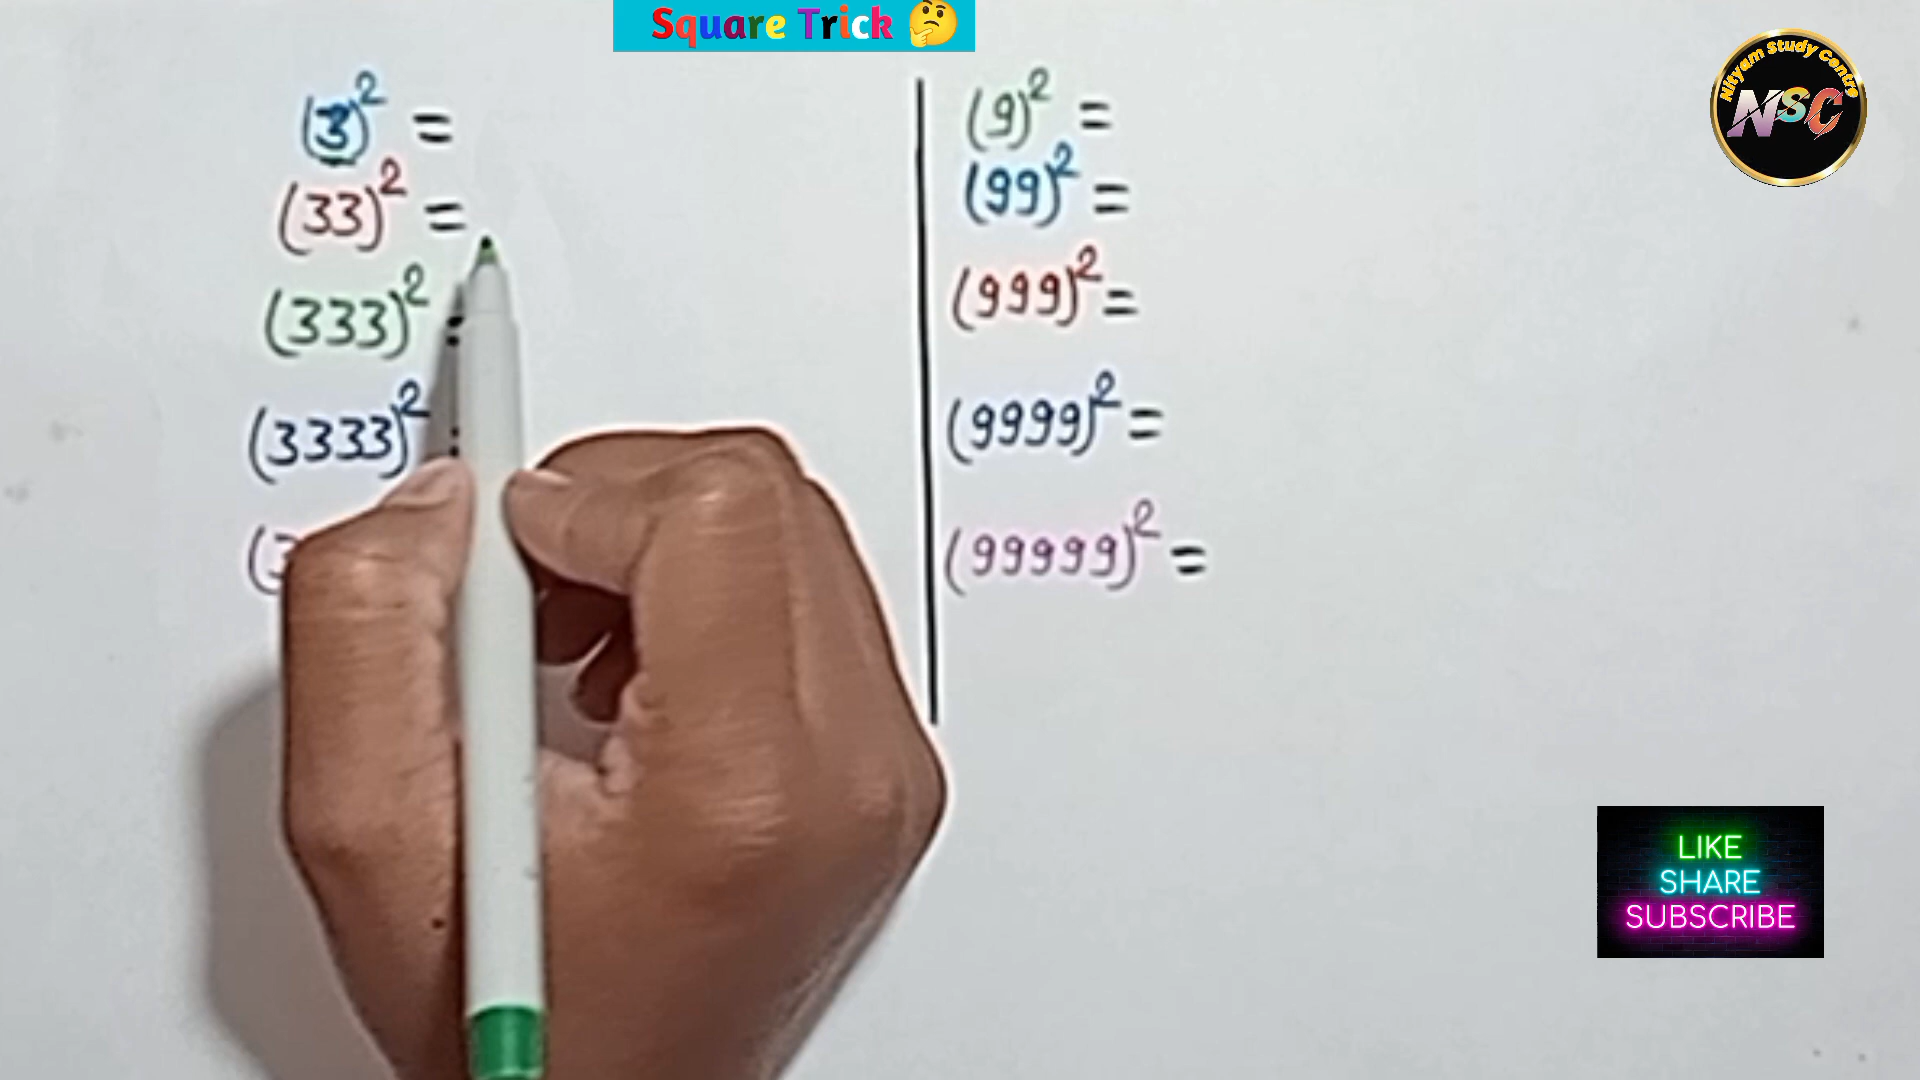 Square Trick 🤔
Nityam Study Centre
NSC
(3)² =
(33)² =
(333)²
(3333)²
(3
(9)² =
(99)² =
(999)² =
(9999)² =
(99999)² =
LIKE
SHARE
SUBSCRIBE